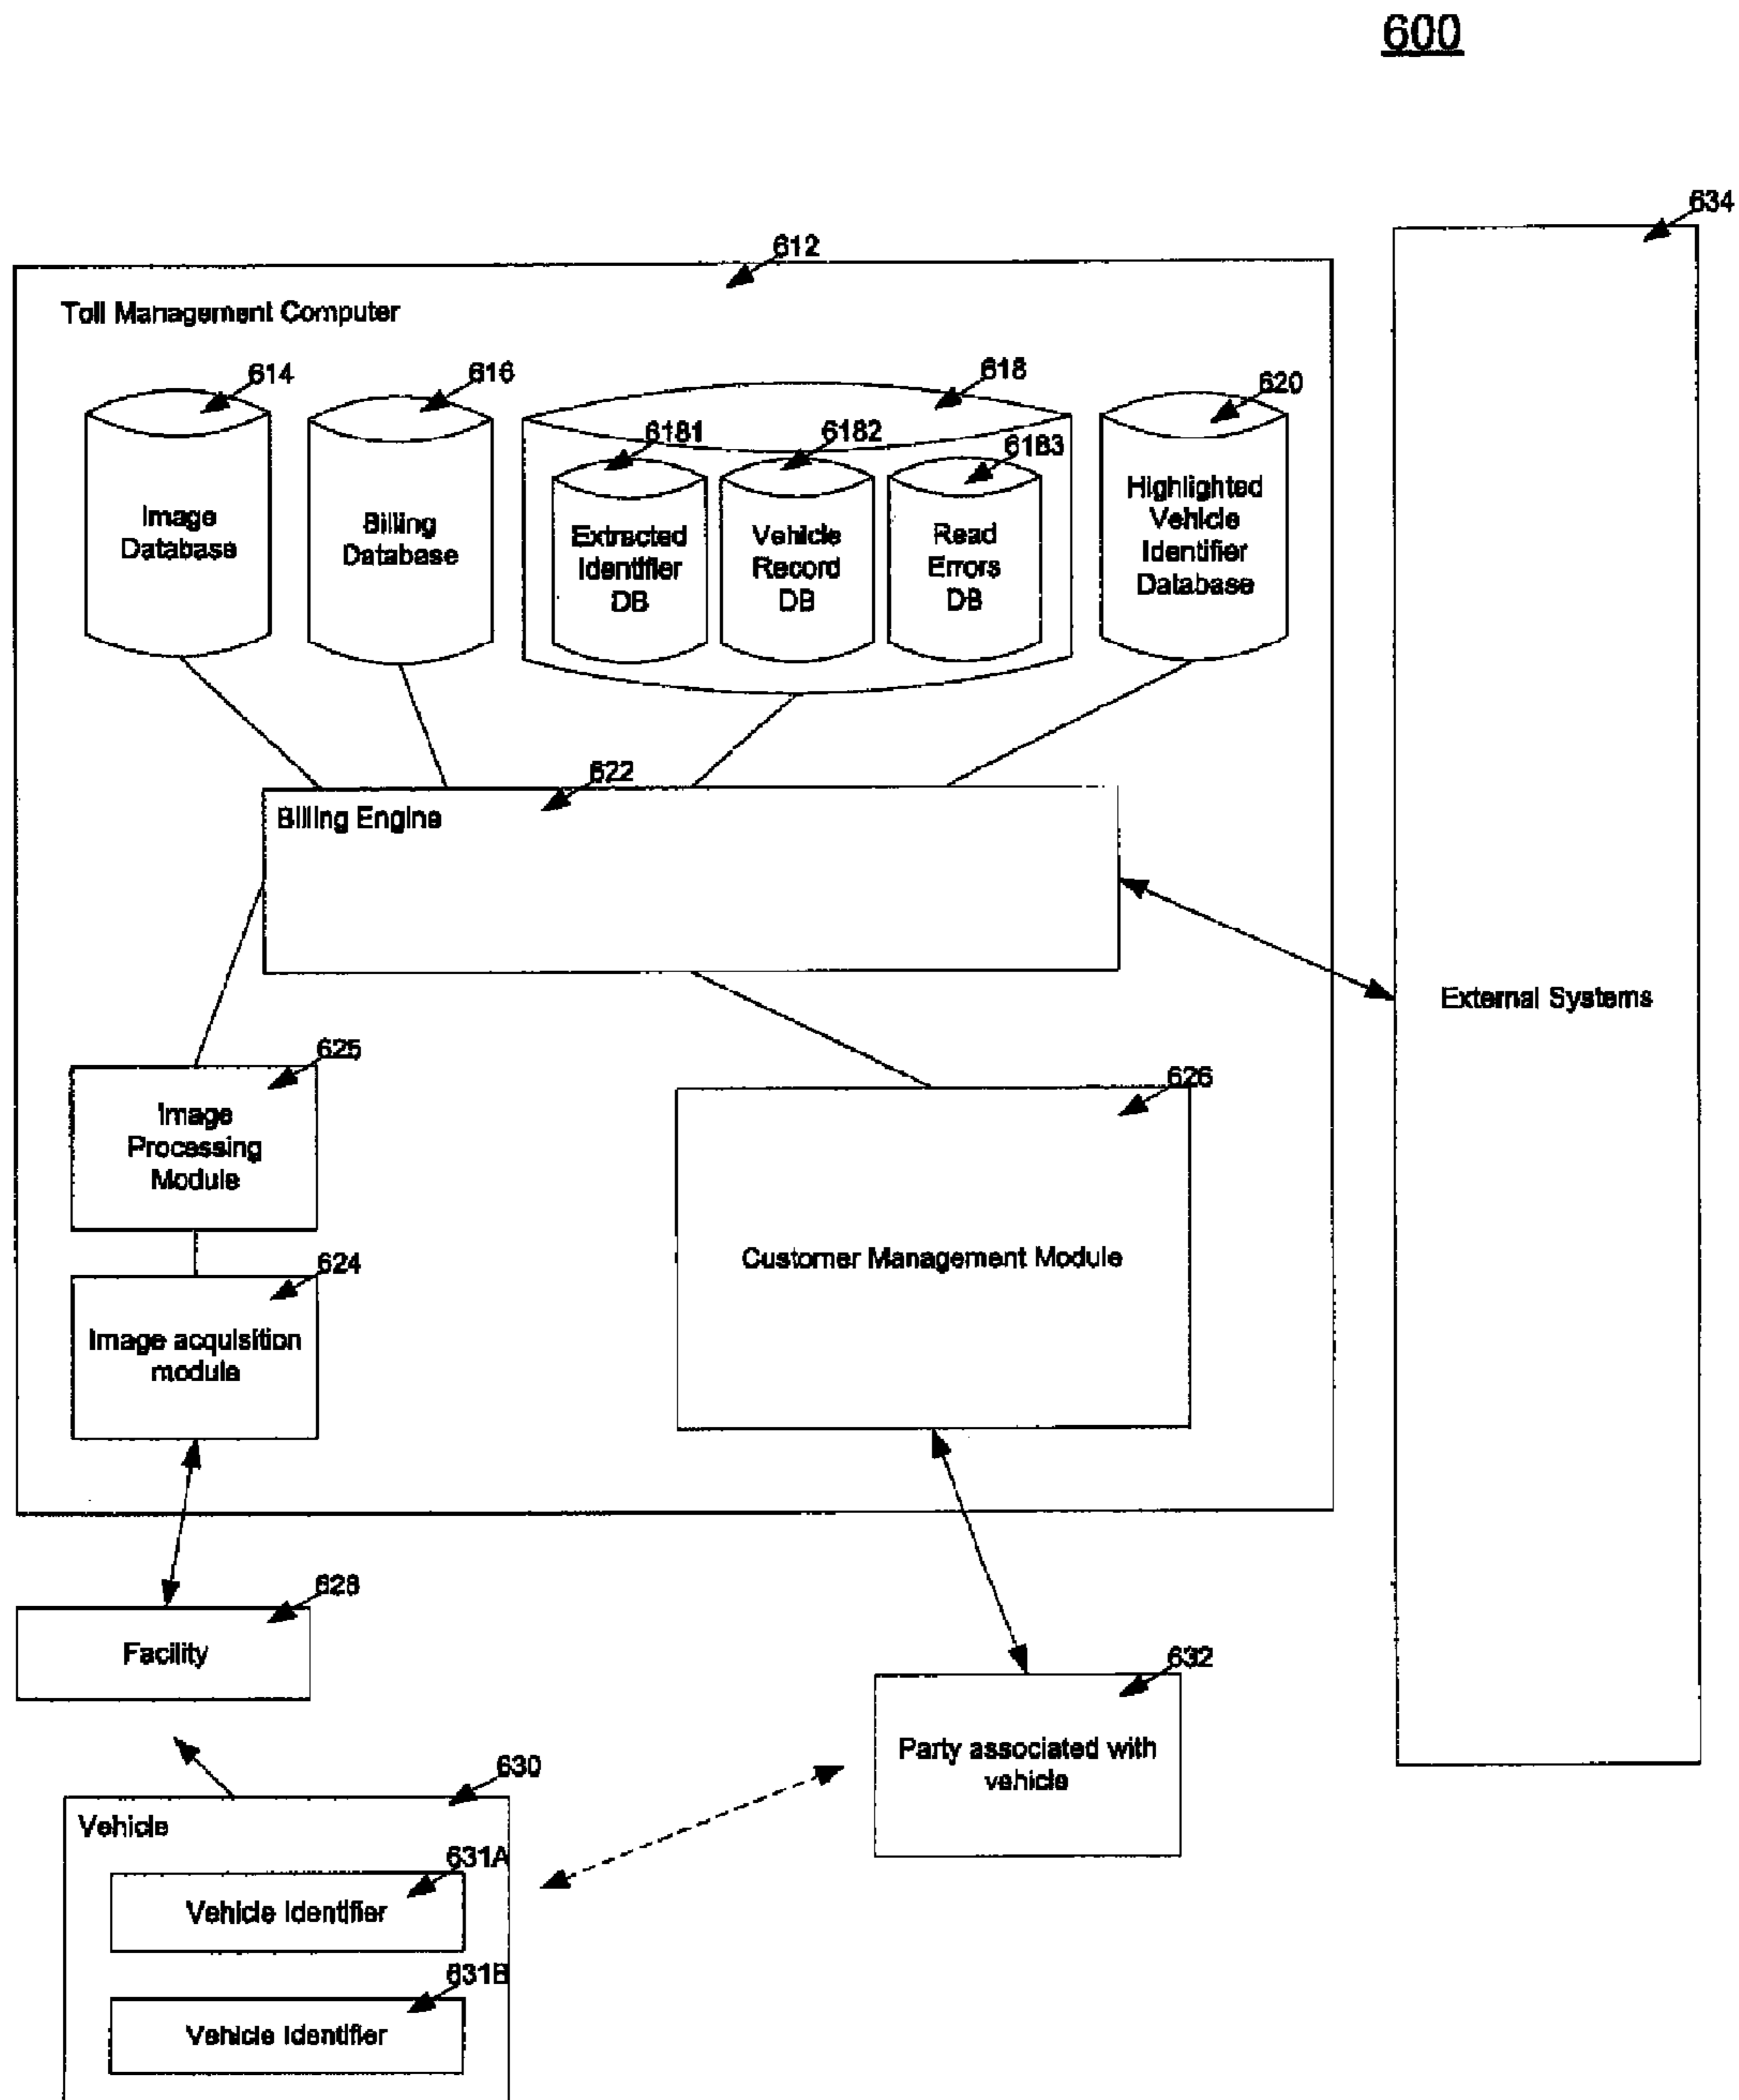 600
634
612
Toll Management Computer
614
616
618
620
6181
6182
6183
Image
Database
Billing
Database
Extracted
Identifier
DB
Vehicle
Record
DB
Read
Errors
DB
Highlighted
Vehicle
Identifier
Database
622
Billing Engine
External Systems
625
Image
Processing
Module
626
624
Image acquisition
module
Customer Management Module
628
Facility
632
Party associated with
vehicle
630
Vehicle
631A
Vehicle Identifier
631B
Vehicle Identifier